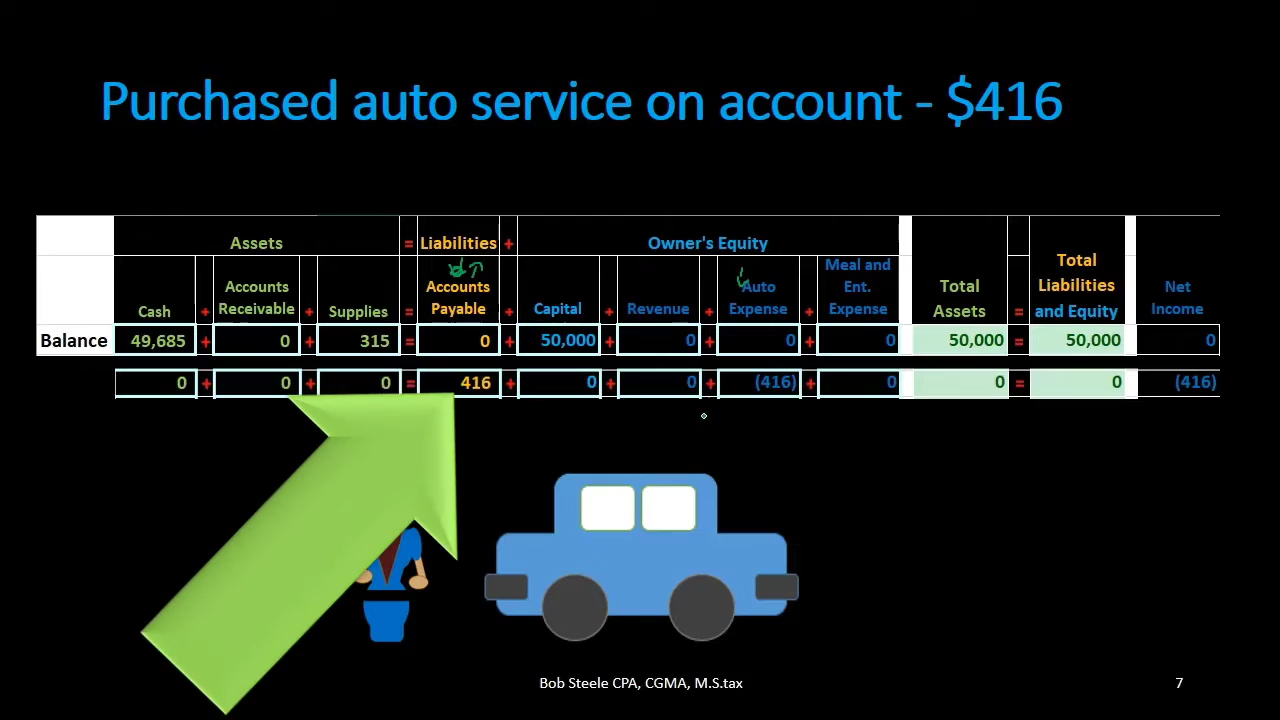 Purchased auto service on account - $416
Assets = Liabilities + Owner's Equity
Cash + Accounts Receivable + Supplies = Accounts Payable + Capital + Revenue + Auto Expense + Meal and Ent. Expense Total Assets = Total Liabilities and Equity Net Income
Balance 49,685 + 0 + 315 = 0 + 50,000 + 0 + 0 + 0 50,000 = 50,000 0
0 + 0 + 0 = 416 + 0 + 0 + (416) + 0 0 = 0 (416)
Bob Steele CPA, CGMA, M.S.tax
7